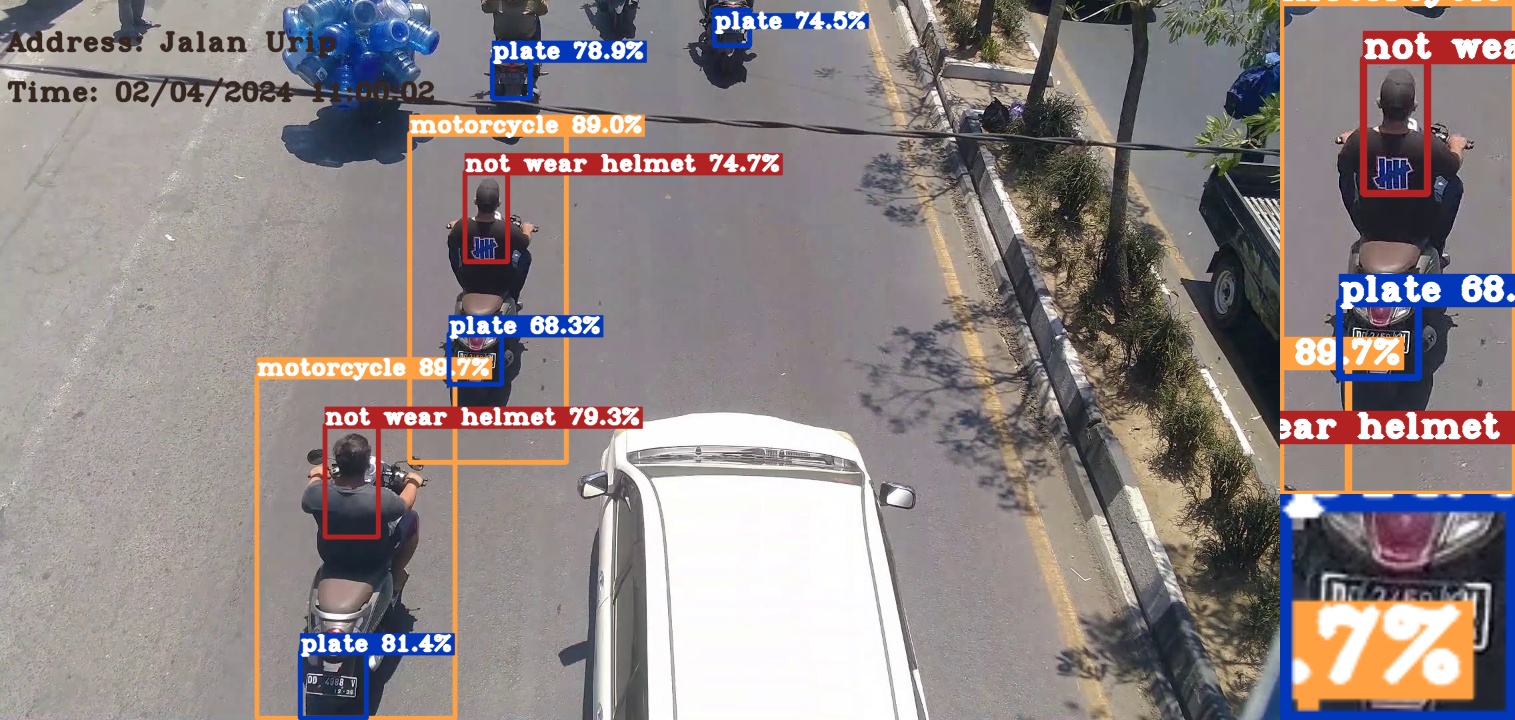 plate 74.5%
Address: Jalan Urip
plate 78.9%
Time: 02/04/2024 11:00:02
motorcycle 89.0%
not wear helmet 74.7%
plate 68.3%
motorcycle 89.7%
not wear helmet 79.3%
plate 81.4%
DD 4988 V
not wea
plate 68.
89.7%
ear helmet
.7%